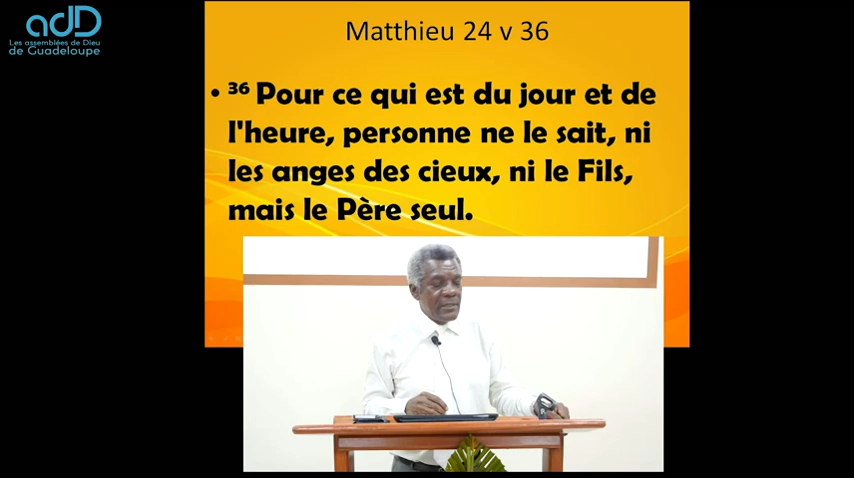 adD
Les assemblées de Dieu
de Guadeloupe
Matthieu 24 v 36
• ³⁶ Pour ce qui est du jour et de
l'heure, personne ne le sait, ni
les anges des cieux, ni le Fils,
mais le Père seul.